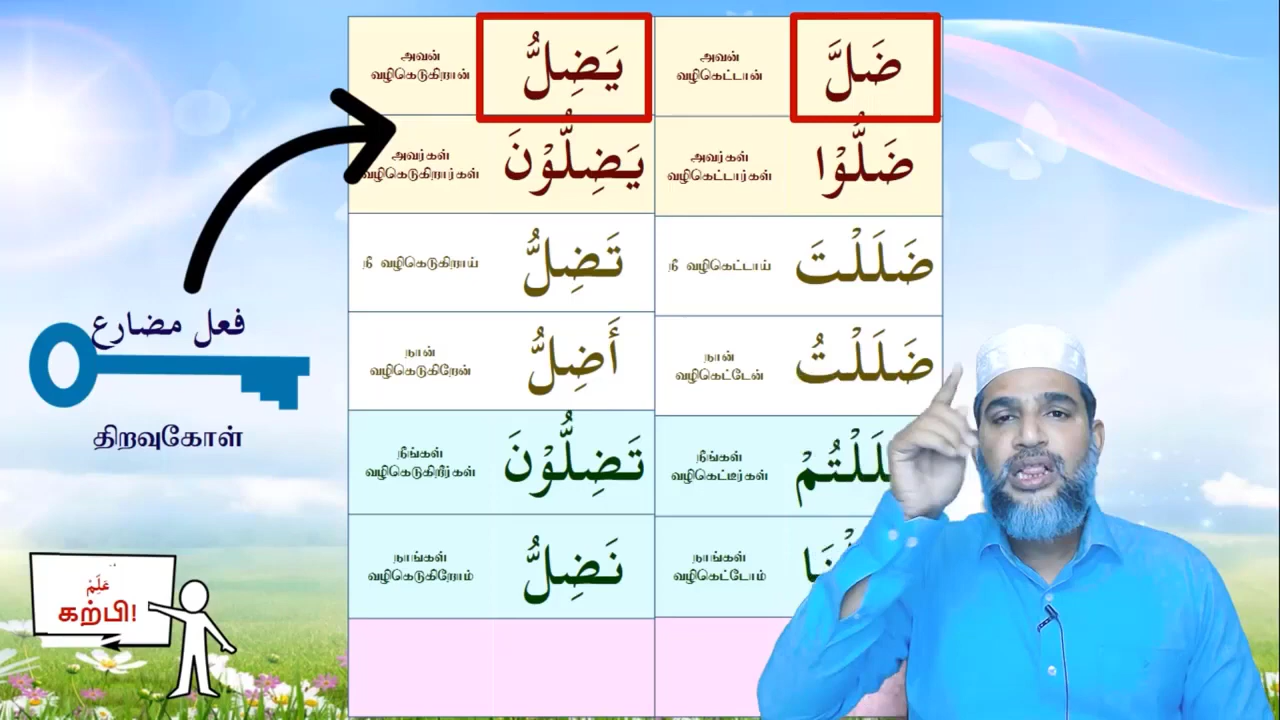 அவன்
வழிகெடுகிறான்
يَضِلُّ
அவன்
வழிகெட்டான்
ضَلَّ
அவர்கள்
வழிகெடுகிறார்கள்
يَضِلُّوْنَ
அவர்கள்
வழிகெட்டார்கள்
ضَلُّوْا
நீ வழிகெடுகிறாய்
تَضِلُّ
நீ வழிகெட்டாய்
ضَلَلْتَ
நான்
வழிகெடுகிறேன்
أَضِلُّ
நான்
வழிகெட்டேன்
ضَلَلْتُ
நீங்கள்
வழிகெடுகிறீர்கள்
تَضِلُّوْنَ
நீங்கள்
வழிகெட்டீர்கள்
நாங்கள்
வழிகெடுகிறோம்
نَضِلُّ
நாங்கள்
வழிகெட்டோம்
فعل مضارع
திறவுகோள்
عَلِّمْ
கற்பி!